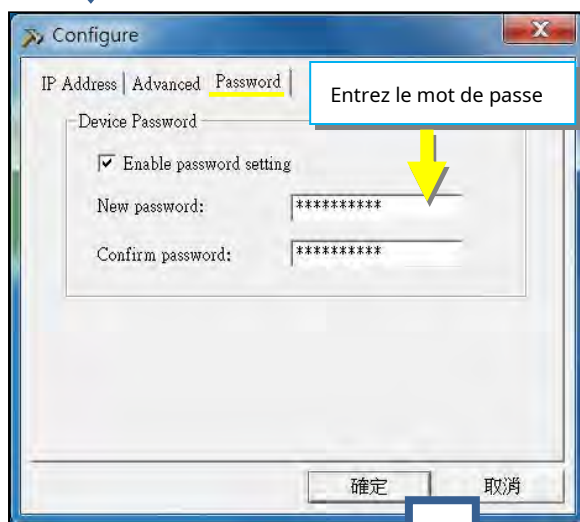 Configure
IP Address Advanced Password
Entrez le mot de passe
Device Password
Enable password setting
New password: **********
Confirm password: **********
確定 取消